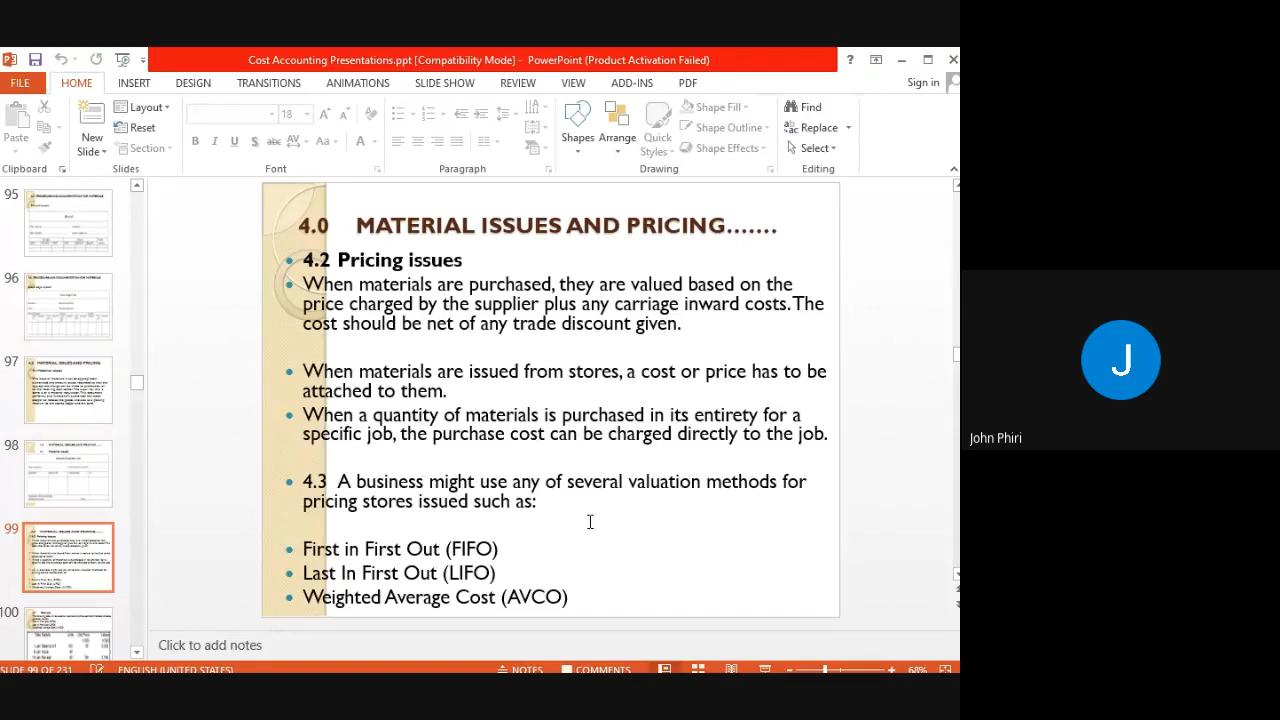 Cost Accounting Presentations.ppt [Compatibility Mode] - PowerPoint (Product Activation Failed)
FILE HOME INSERT DESIGN TRANSITIONS ANIMATIONS SLIDE SHOW REVIEW VIEW ADD-INS PDF Sign in
Paste
New
Slide
Layout
Reset
Section
18
B I U S abc AV Aa A
Shapes
Arrange
Quick
Styles
Shape Fill
Shape Outline
Shape Effects
Find
Replace
Select
Clipboard Slides Font Paragraph Drawing Editing
95
96
97
98
99
100
4.0 MATERIAL ISSUES AND PRICING.......
4.2 Pricing issues
When materials are purchased, they are valued based on the
price charged by the supplier plus any carriage inward costs. The
cost should be net of any trade discount given.
When materials are issued from stores, a cost or price has to be
attached to them.
When a quantity of materials is purchased in its entirety for a
specific job, the purchase cost can be charged directly to the job.
4.3 A business might use any of several valuation methods for
pricing stores issued such as:
First in First Out (FIFO)
Last In First Out (LIFO)
Weighted Average Cost (AVCO)
Click to add notes
SLIDE 99 OF 231 ENGLISH (UNITED STATES) NOTES COMMENTS 68%
J
John Phiri